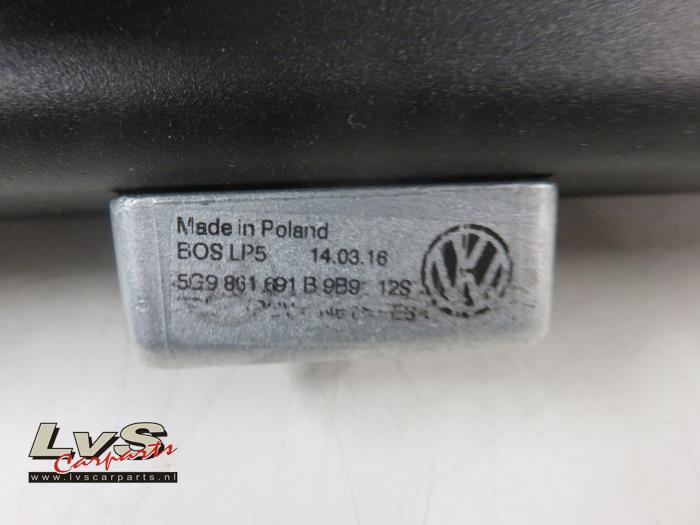 Made in Poland
BOS LP5 14.03.16
5G9 861 691 B 9B9 12S
LvS
Carparts
www.lvscarparts.nl